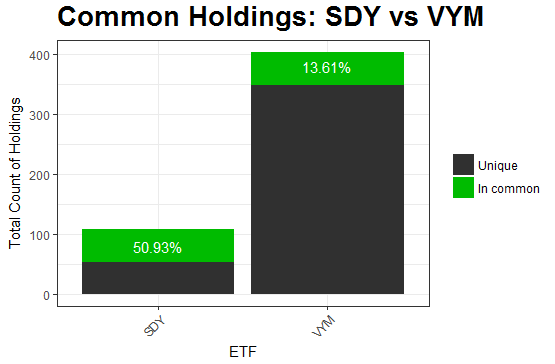 Common Holdings: SDY vs VYM
Total Count of Holdings
400
300
200
100
0
50.93%
13.61%
SDY
VYM
ETF
Unique
In common